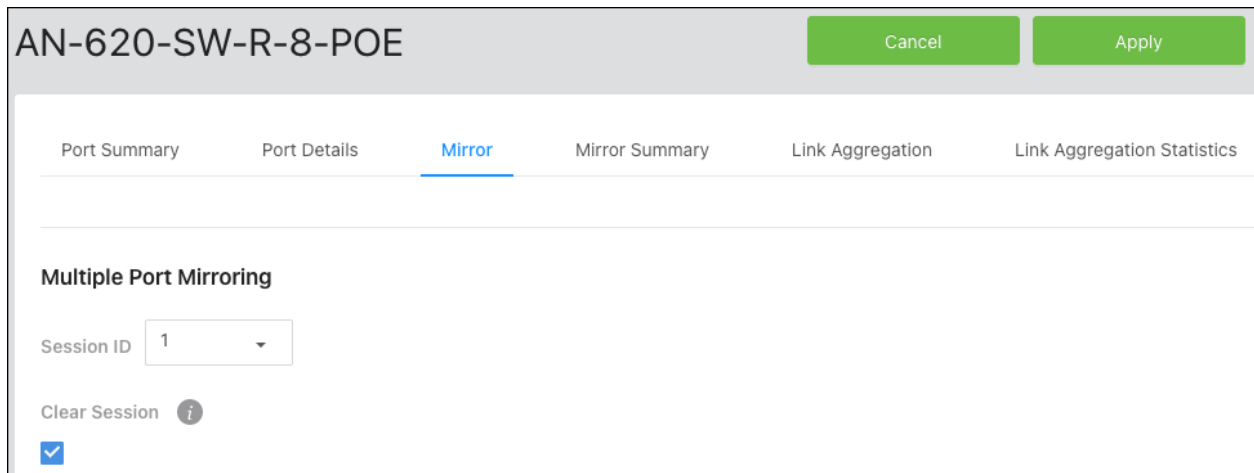 AN-620-SW-R-8-POE
Cancel
Apply
Port Summary
Port Details
Mirror
Mirror Summary
Link Aggregation
Link Aggregation Statistics
Multiple Port Mirroring
Session ID
1
Clear Session i